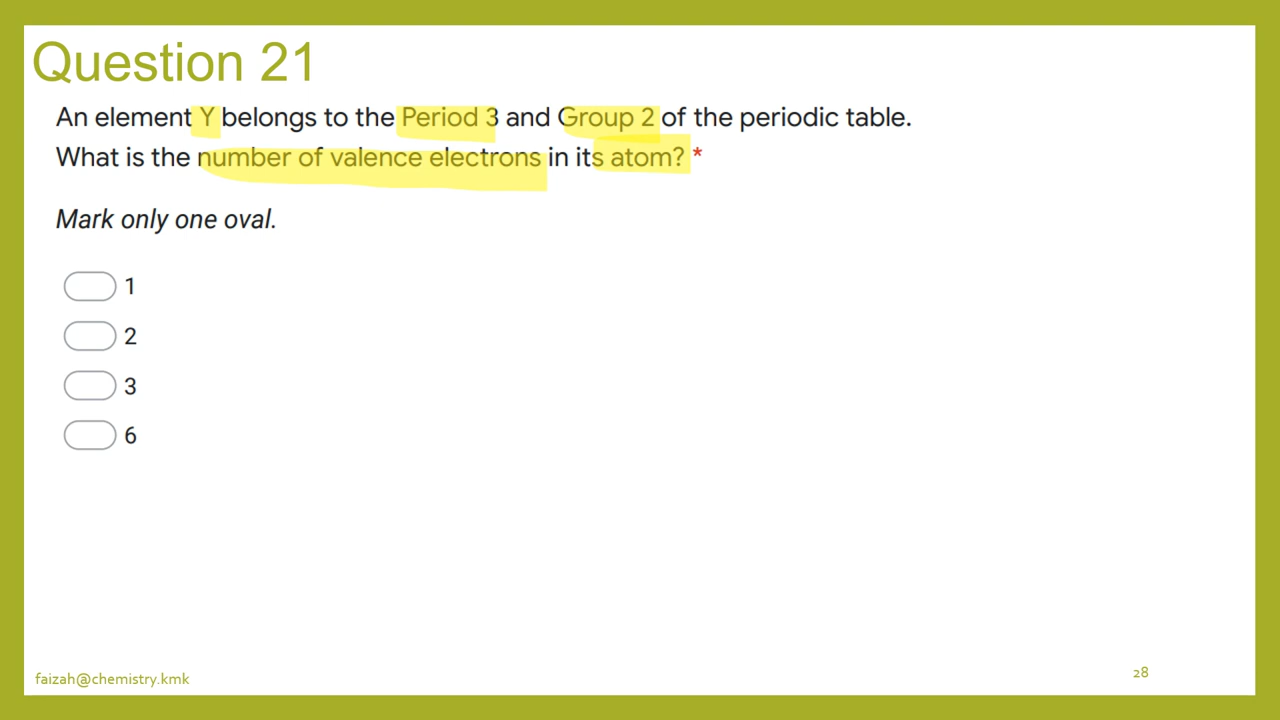 Question 21
An element Y belongs to the Period 3 and Group 2 of the periodic table.
What is the number of valence electrons in its atom? *
Mark only one oval.
1
2
3
6
faizah@chemistry.kmk
28